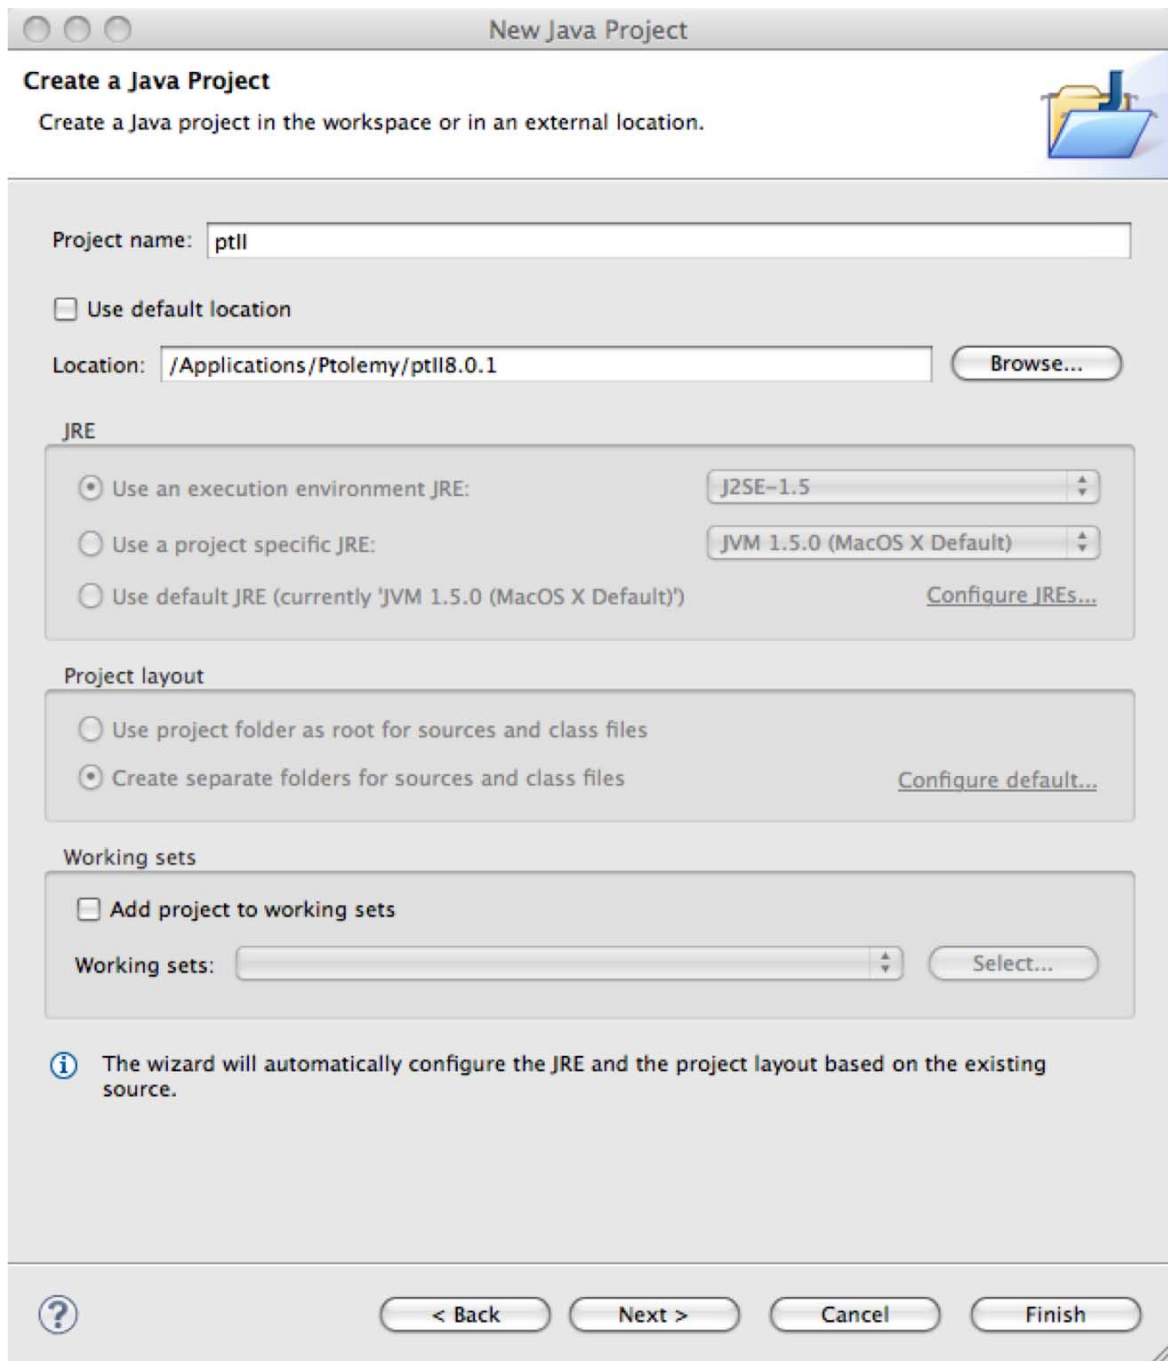 New Java Project
Create a Java Project
Create a Java project in the workspace or in an external location.
Project name: ptII
Use default location
Location: /Applications/Ptolemy/ptII8.0.1 Browse...
JRE
Use an execution environment JRE: J2SE-1.5
Use a project specific JRE: JVM 1.5.0 (MacOS X Default)
Use default JRE (currently 'JVM 1.5.0 (MacOS X Default)') Configure JREs...
Project layout
Use project folder as root for sources and class files
Create separate folders for sources and class files Configure default...
Working sets
Add project to working sets
Working sets: Select...
The wizard will automatically configure the JRE and the project layout based on the existing
source.
? < Back Next > Cancel Finish